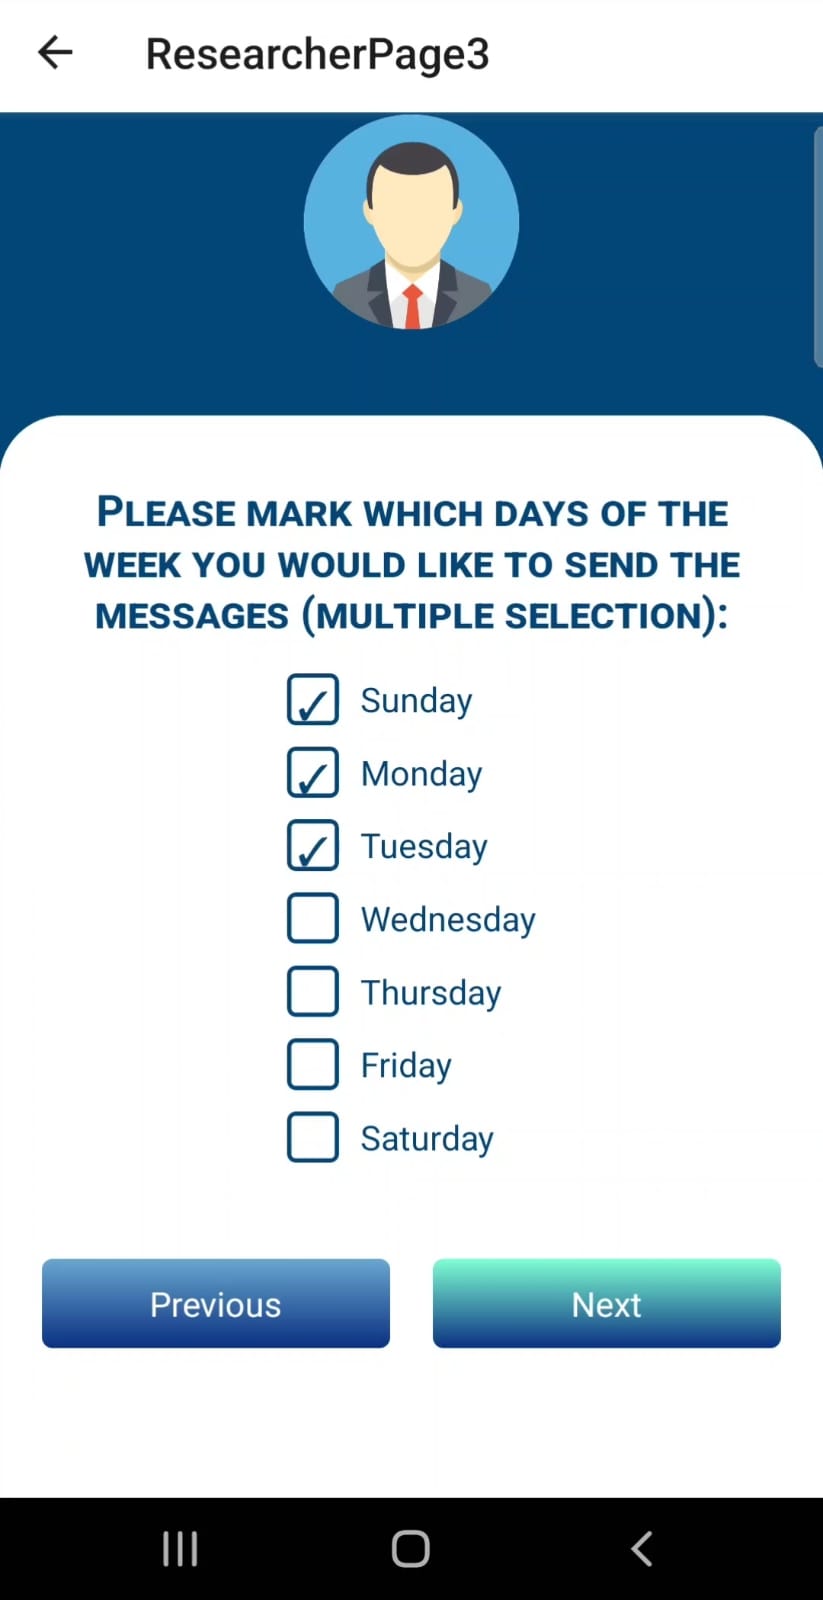 ResearcherPage3
PLEASE MARK WHICH DAYS OF THE
WEEK YOU WOULD LIKE TO SEND THE
MESSAGES (MULTIPLE SELECTION):
Sunday
Monday
Tuesday
Wednesday
Thursday
Friday
Saturday
Previous
Next